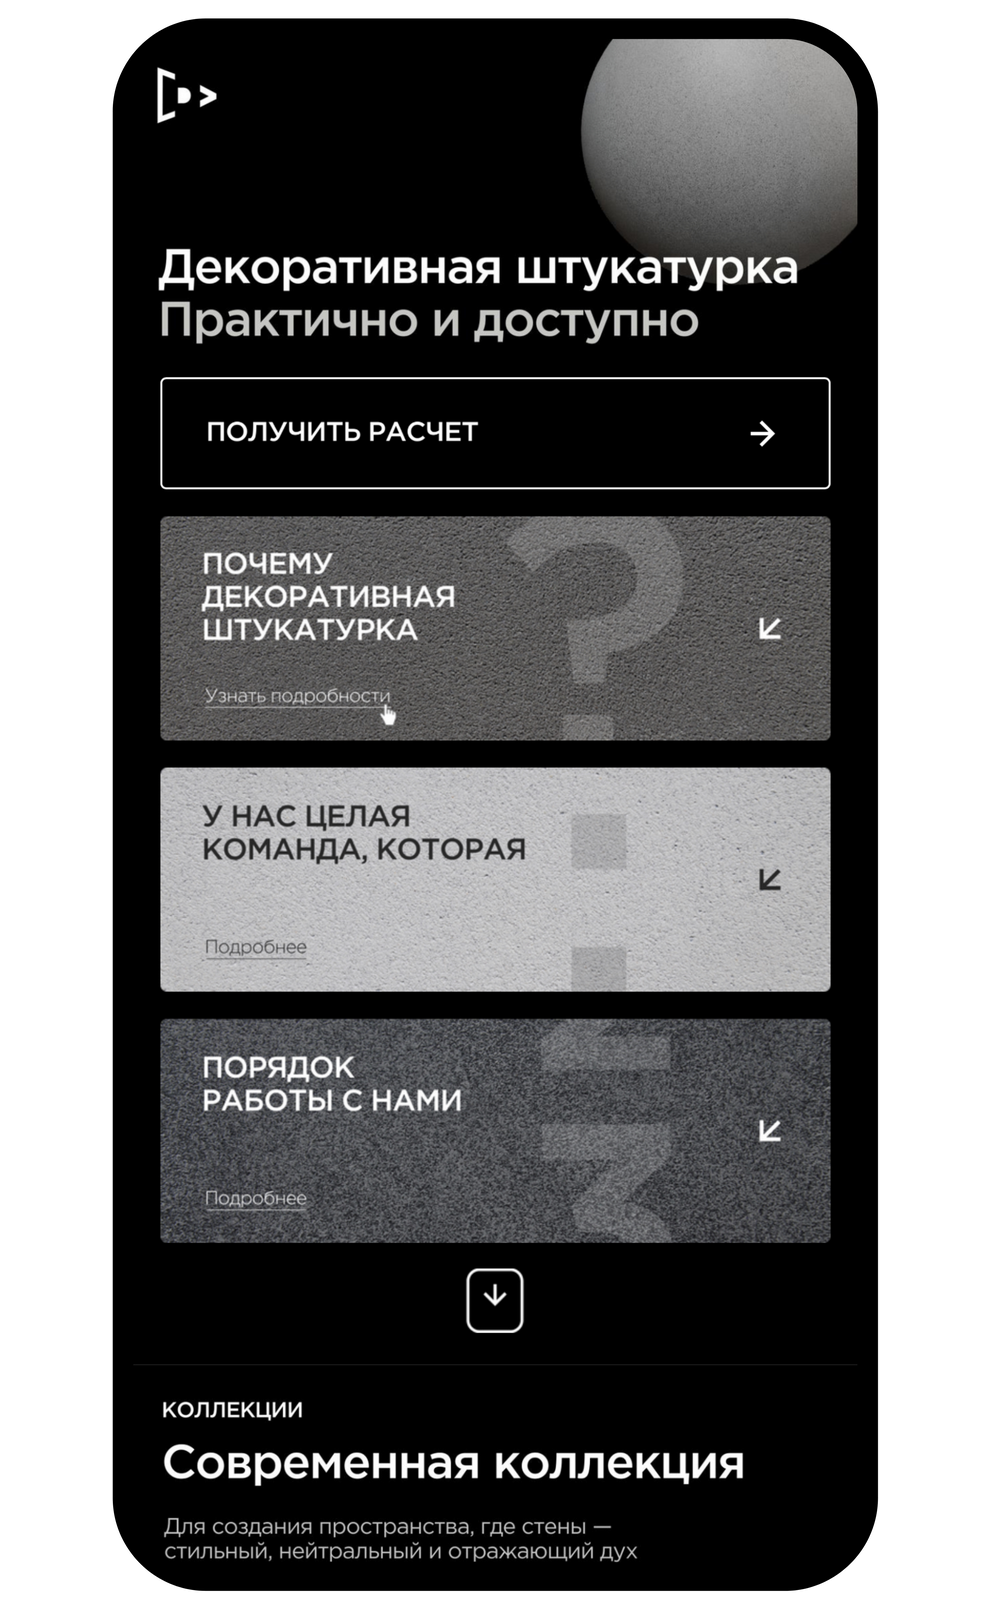 Декоративная штукатурка
Практично и доступно
ПОЛУЧИТЬ РАСЧЕТ
ПОЧЕМУ
ДЕКОРАТИВНАЯ
ШТУКАТУРКА
?
Узнать подробности
У НАС ЦЕЛАЯ
КОМАНДА, КОТОРАЯ
Подробнее
ПОРЯДОК
РАБОТЫ С НАМИ
Подробнее
КОЛЛЕКЦИИ
Современная коллекция
Для создания пространства, где стены —
стильный, нейтральный и отражающий дух